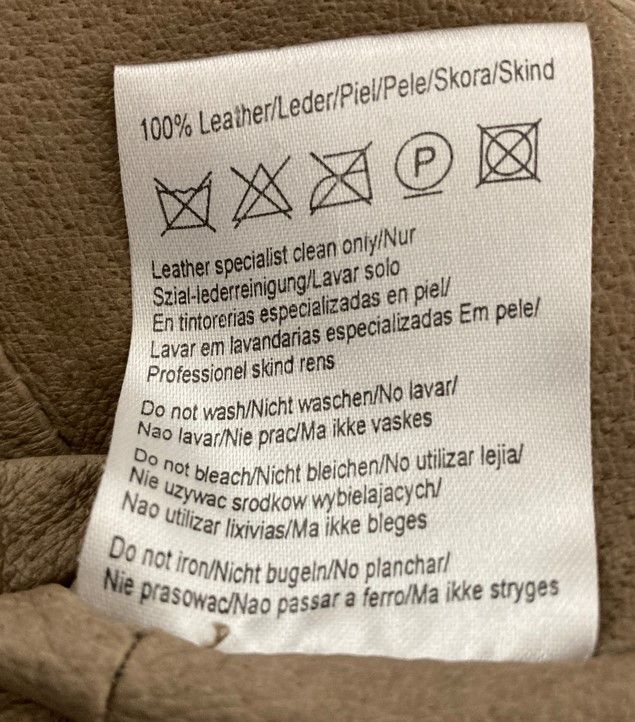 100% Leather/Leder/Piel/Pele/Skora/Skind
P
Leather specialist clean only/Nur
Szial-lederreinigung/Lavar solo
En tintorerias especializadas en piel/
Lavar em lavandarias especializadas Em pele/
Professionel skind rens
Do not wash/Nicht waschen/No lavar/
Nao lavar/Nie prac/Ma ikke vaskes
Do not bleach/Nicht bleichen/No utilizar lejia/
Nie uzywac srodkow wybielajacych/
Nao utilizar lixivias/Ma ikke bleges
Do not iron/Nicht bugeln/No planchar/
Nie prasowac/Nao passar a ferro/Ma ikke stryges